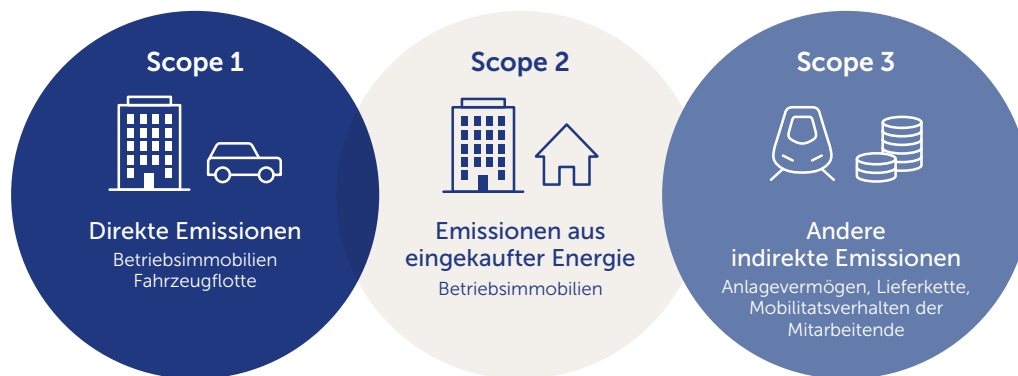 Scope 1
Direkte Emissionen
Betriebsimmobilien
Fahrzeugflotte
Scope 2
Emissionen aus
eingekaufter Energie
Betriebsimmobilien
Scope 3
Andere
indirekte Emissionen
Anlagevermögen, Lieferkette,
Mobilitatsverhalten der
Mitarbeitende